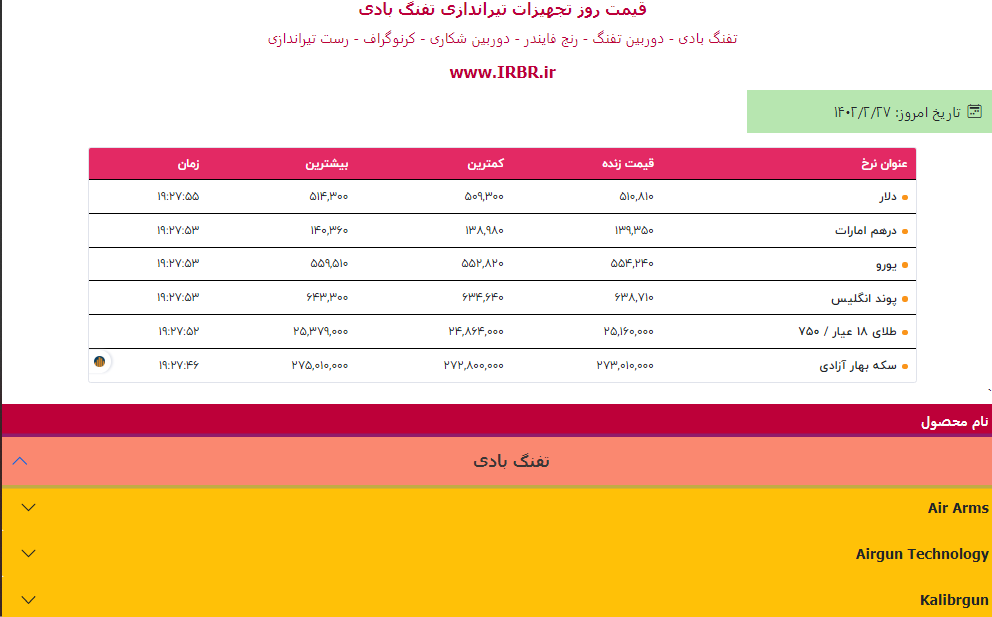 قیمت روز تجهیزات تیراندازی تفنگ بادی
تفنگ بادی - دوربین تفنگ - رنج فایندر - دوربین شکاری - کرنوگراف - رست تیراندازی
www.IRBR.ir
تاریخ امروز: ۱۴۰۲/۲/۲۷
عنوان نرخ قیمت زنده کمترین بیشترین زمان
دلار ۵۱۰,۸۱۰ ۵۰۹,۳۰۰ ۵۱۴,۳۰۰ ۱۹:۲۷:۵۵
درهم امارات ۱۳۹,۳۵۰ ۱۳۸,۹۸۰ ۱۴۰,۳۶۰ ۱۹:۲۷:۵۳
یورو ۵۵۴,۲۴۰ ۵۵۲,۸۲۰ ۵۵۹,۵۱۰ ۱۹:۲۷:۵۳
پوند انگلیس ۶۳۸,۷۱۰ ۶۳۴,۶۴۰ ۶۴۳,۳۰۰ ۱۹:۲۷:۵۳
طلای ۱۸ عیار / ۷۵۰ ۲۵,۱۶۰,۰۰۰ ۲۴,۸۶۴,۰۰۰ ۲۵,۳۷۹,۰۰۰ ۱۹:۲۷:۵۲
سکه بهار آزادی ۲۷۳,۰۱۰,۰۰۰ ۲۷۲,۸۰۰,۰۰۰ ۲۷۵,۰۱۰,۰۰۰ ۱۹:۲۷:۴۶
نام محصول
تفنگ بادی
Air Arms
Airgun Technology
Kalibrgun